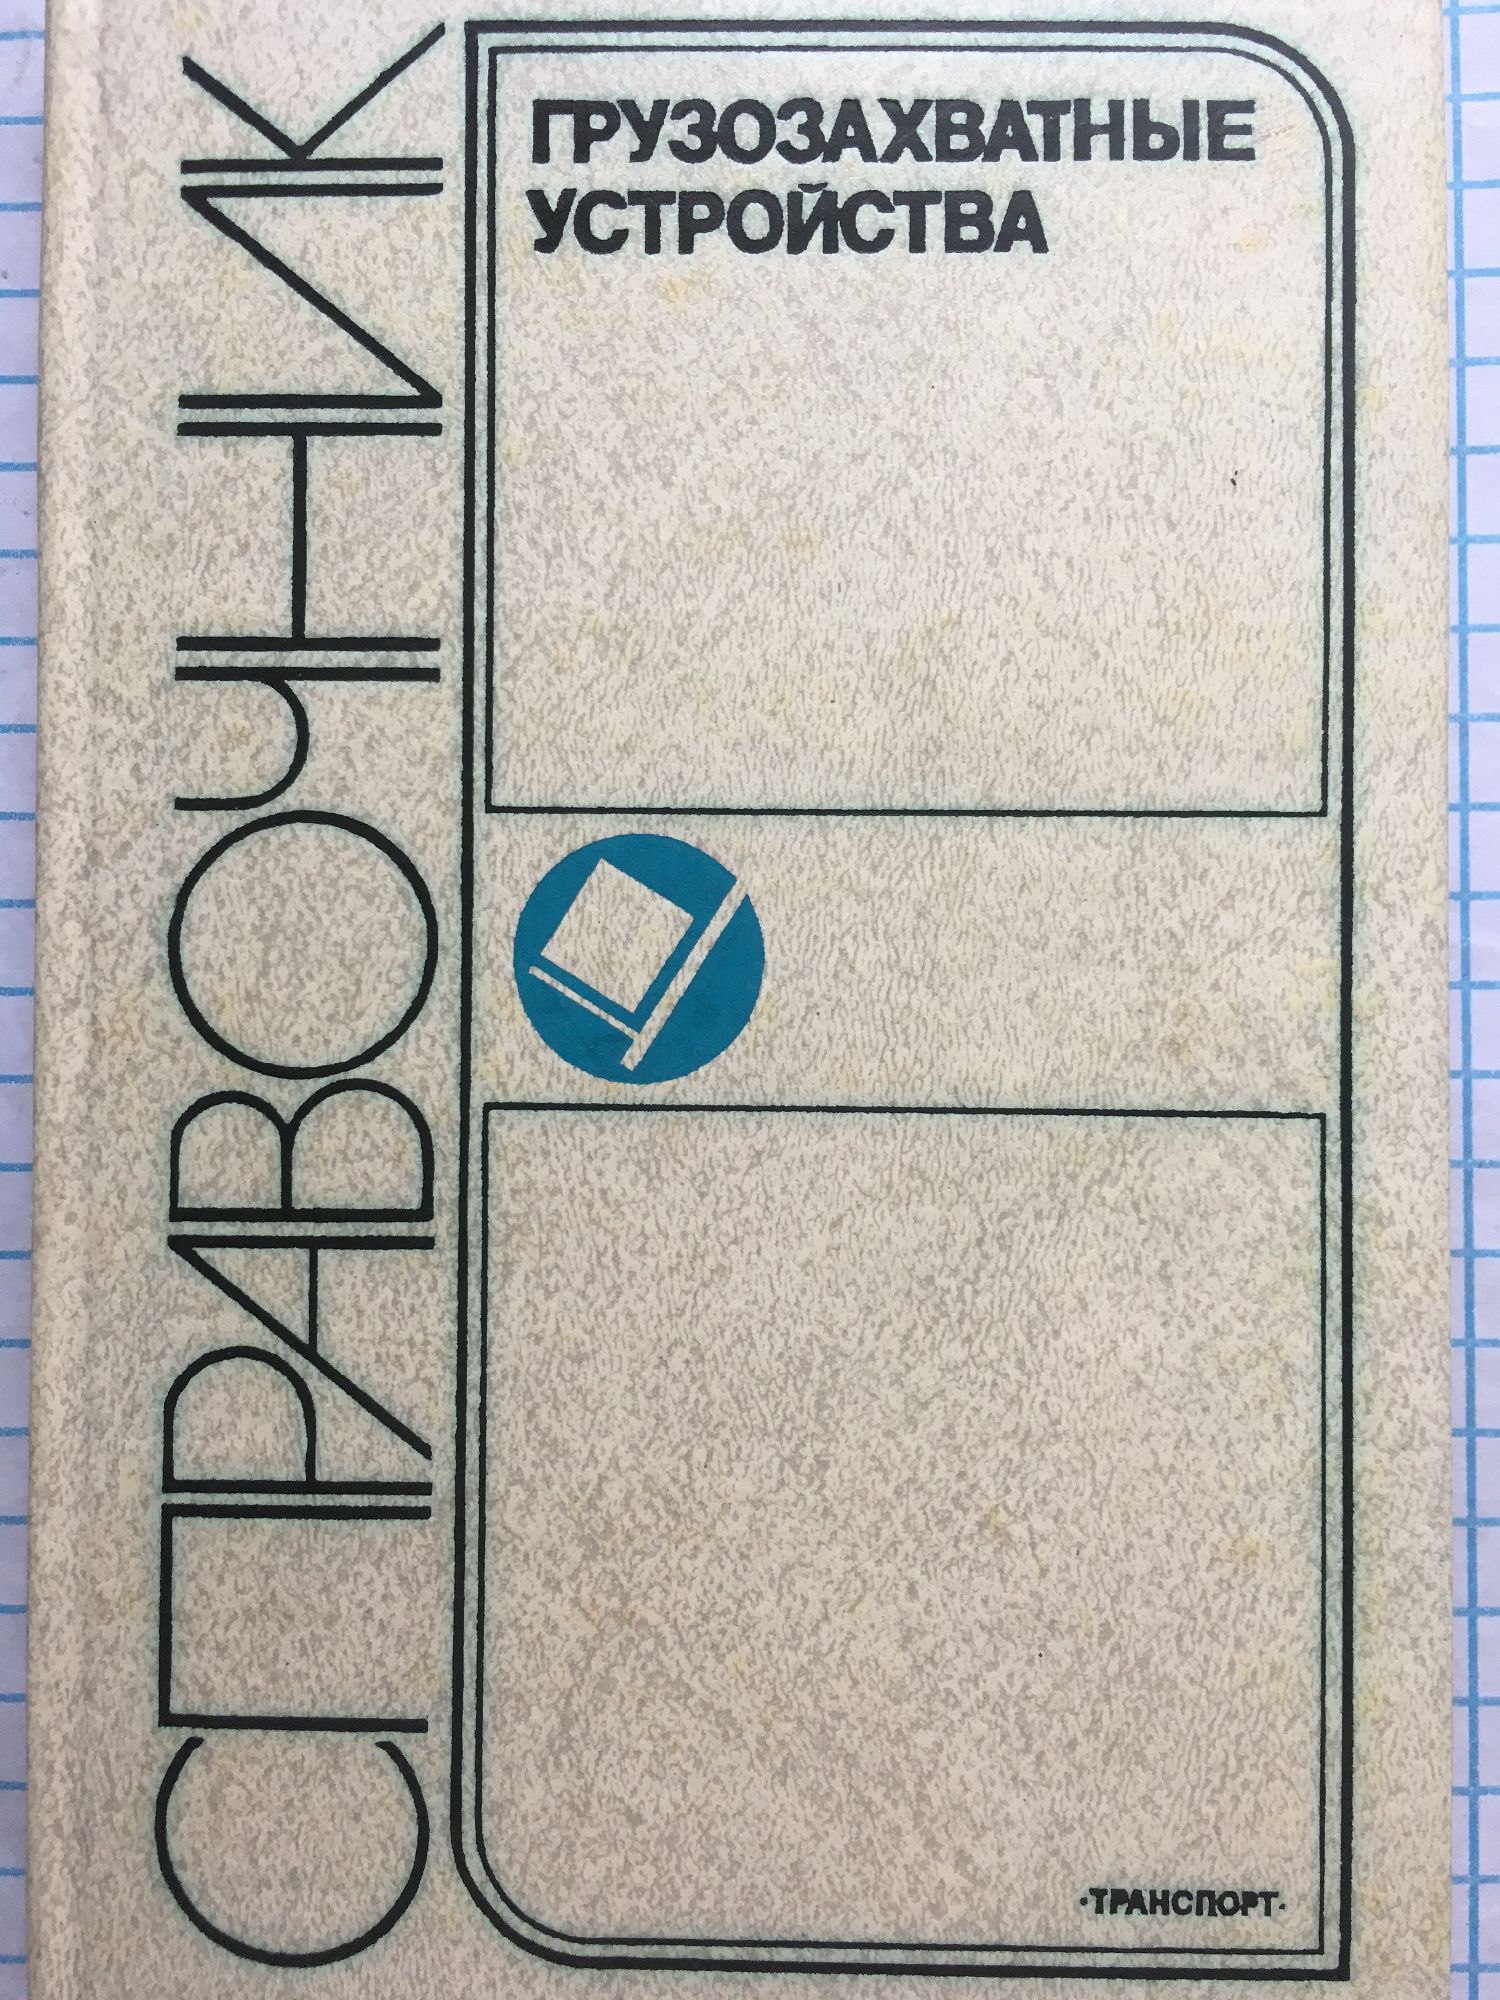 СПРАВОЧНИК
ГРУЗОЗАХВАТНЫЕ
УСТРОЙСТВА
·ТРАНСПОРТ·